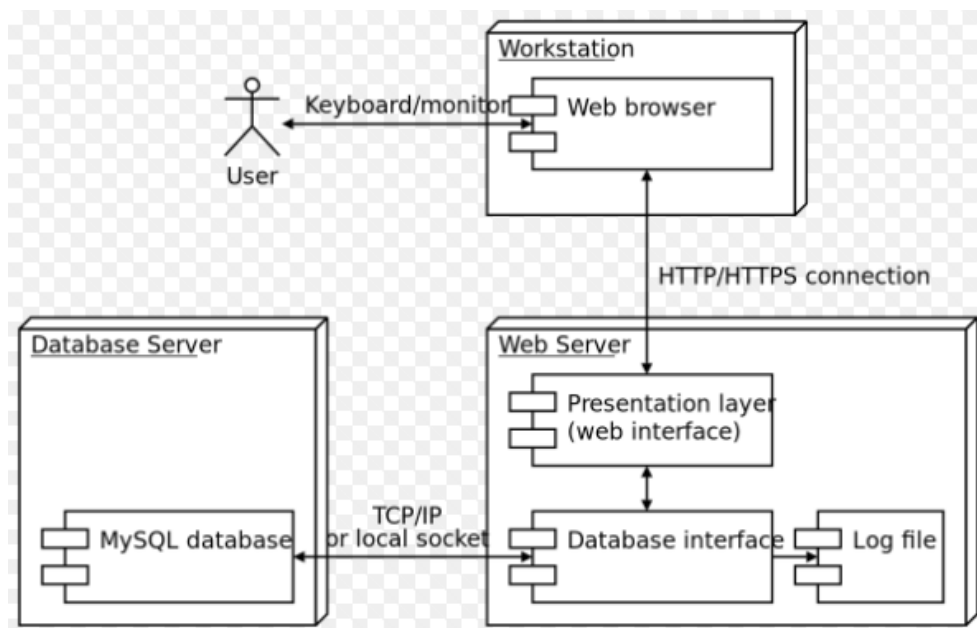 Workstation
Keyboard/monitor
Web browser
User
HTTP/HTTPS connection
Database Server
Web Server
Presentation layer
(web interface)
TCP/IP
or local socket
MySQL database
Database interface
Log file